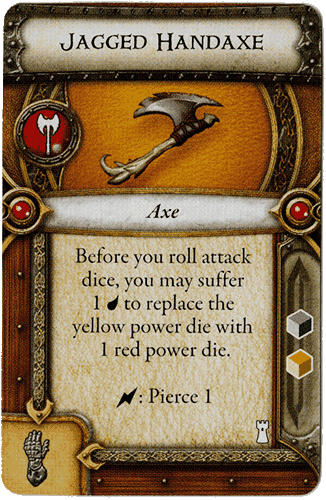 JAGGED HANDAXE
Axe
Before you roll attack
dice, you may suffer
1 to replace the
yellow power die with
1 red power die.
: Pierce 1